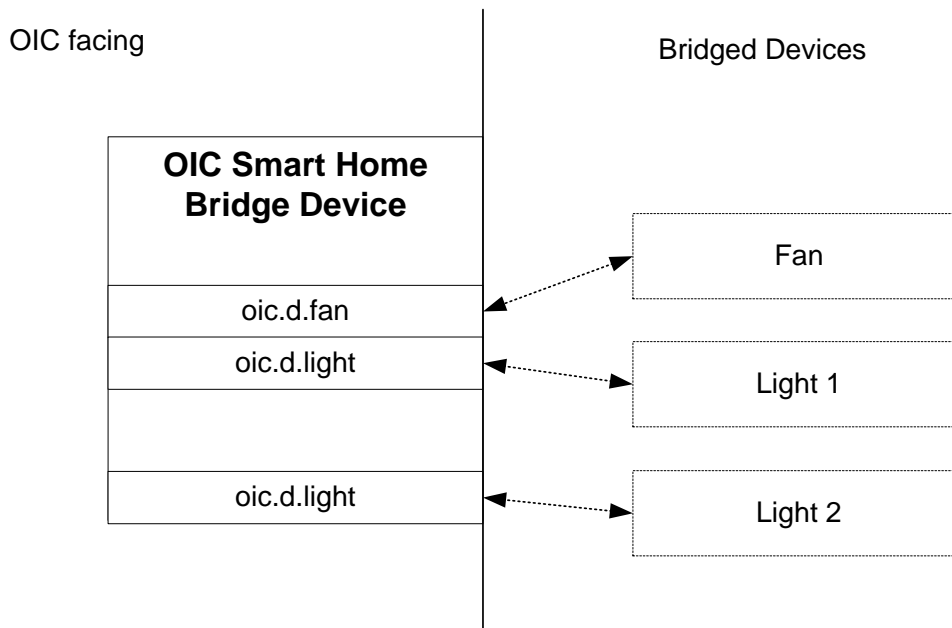 OIC facing
Bridged Devices
OIC Smart Home
Bridge Device
oic.d.fan
oic.d.light
oic.d.light
Fan
Light 1
Light 2